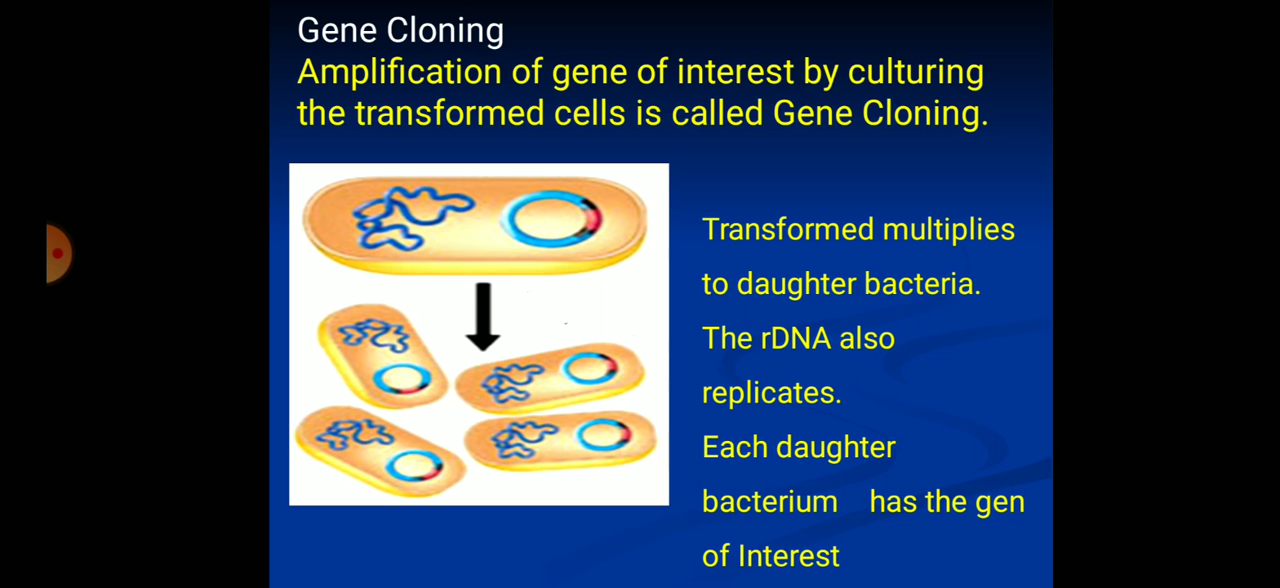 Gene Cloning
Amplification of gene of interest by culturing
the transformed cells is called Gene Cloning.
Transformed multiplies
to daughter bacteria.
The rDNA also
replicates.
Each daughter
bacterium has the gen
of Interest